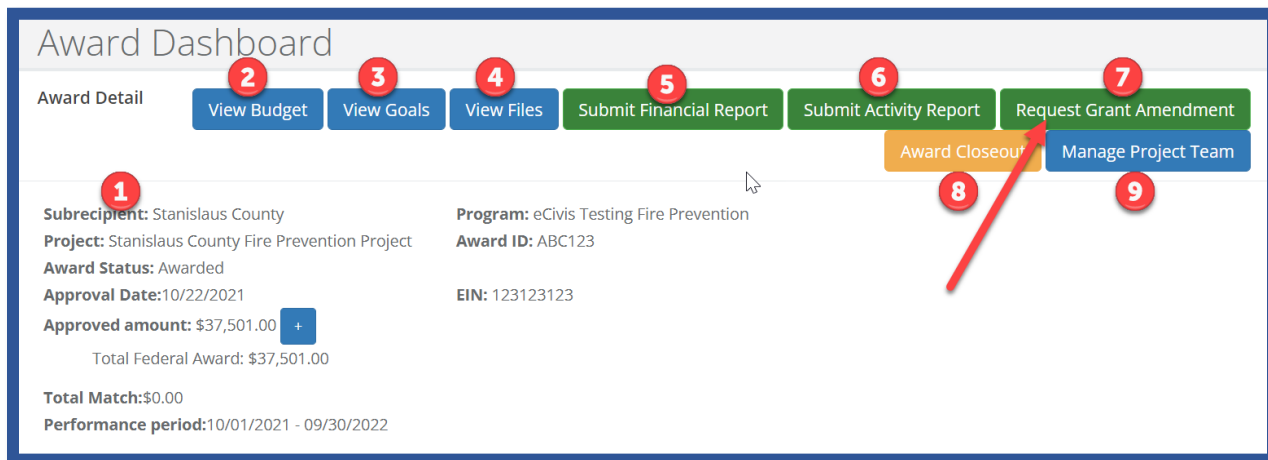 Award Dashboard
2 3 4 5 6 7
Award Detail View Budget View Goals View Files Submit Financial Report Submit Activity Report Request Grant Amendment
Award Closeout Manage Project Team
1 8 9
Subrecipient: Stanislaus County Program: eCivis Testing Fire Prevention
Project: Stanislaus County Fire Prevention Project Award ID: ABC123
Award Status: Awarded
Approval Date:10/22/2021 EIN: 123123123
Approved amount: $37,501.00 +
Total Federal Award: $37,501.00
Total Match:$0.00
Performance period:10/01/2021 - 09/30/2022